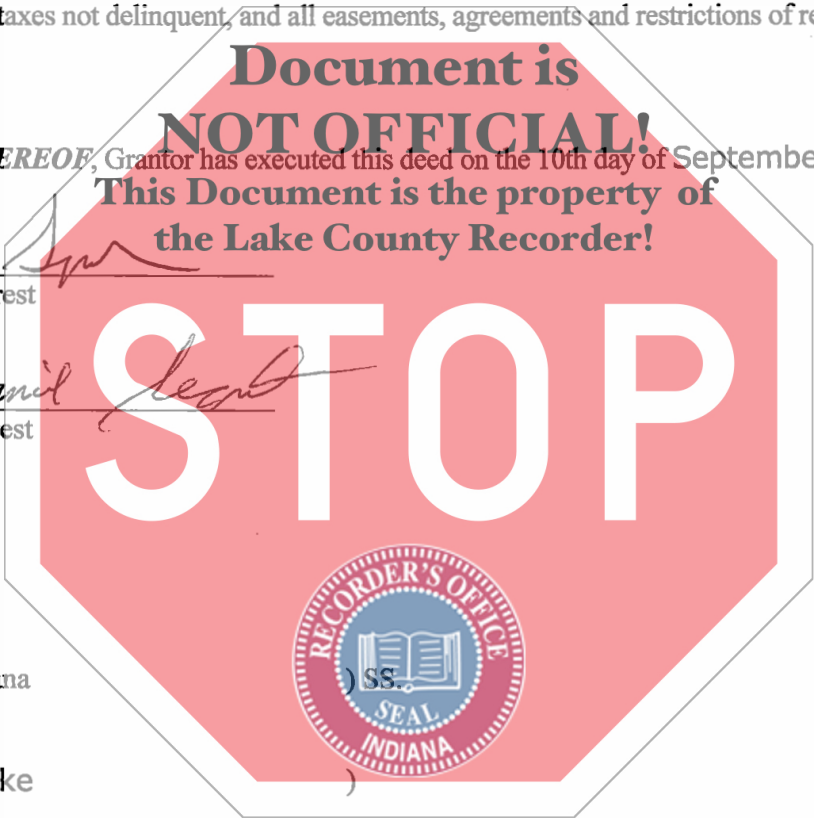 taxes not delinquent, and all easements, agreements and restrictions of re
Document is
NOT OFFICIAL!
EREOF, Grantor has executed this deed on the 10th day of Septembe
This Document is the property of
the Lake County Recorder!
est
STOP
est
RECORDER'S OFFICE
na ) SS.
SEAL
INDIANA
ke )